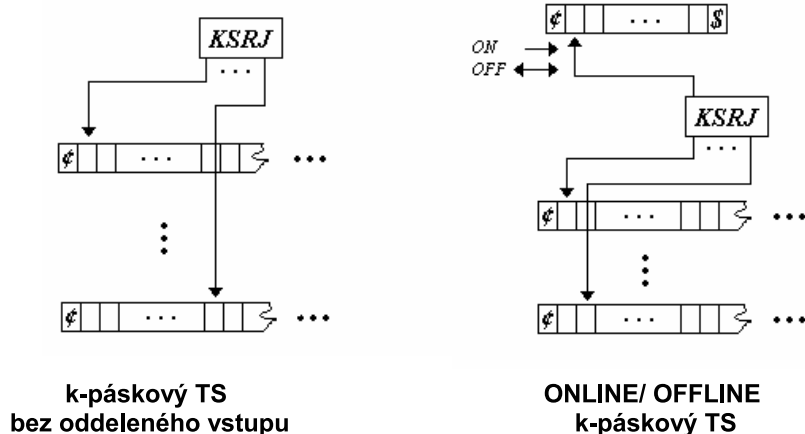 KSRJ
. . .
¢ . . . $
ON
OFF
KSRJ
. . .
¢ . . .
¢ . . .
¢ . . .
¢ . . .
k-páskový TS
bez oddeleného vstupu
ONLINE/ OFFLINE
k-páskový TS